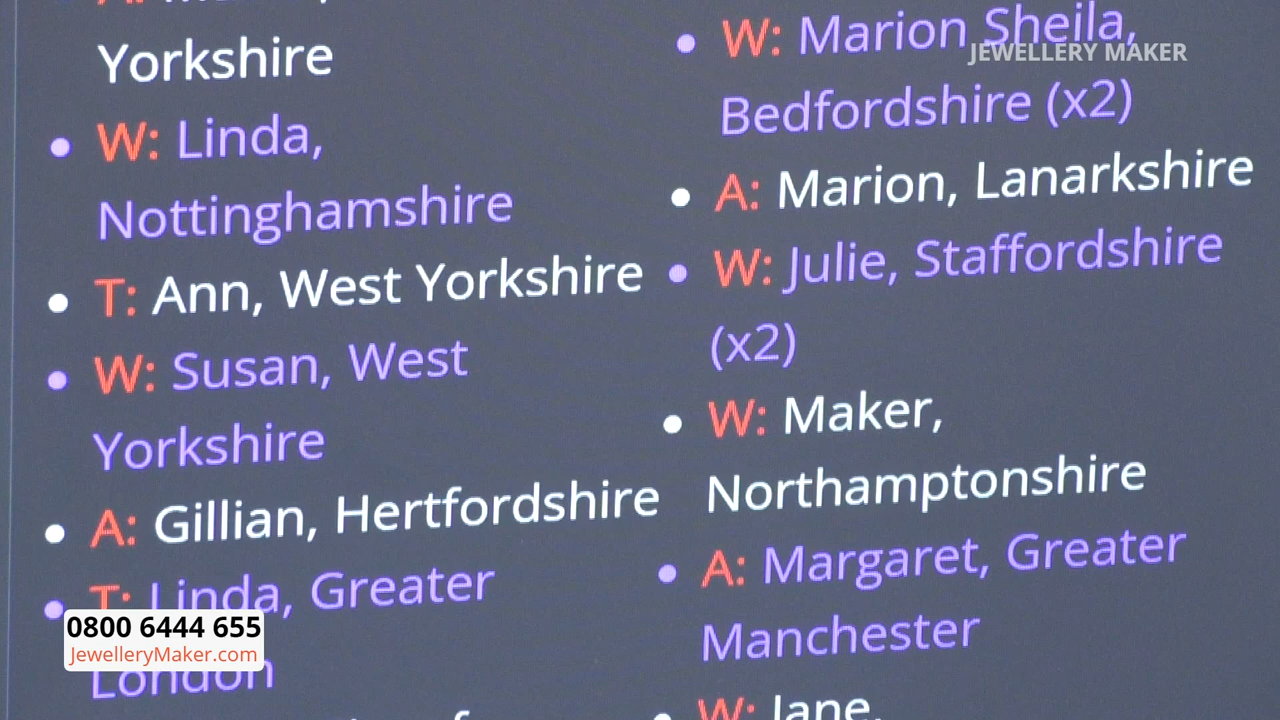 Yorkshire
W: Linda,
Nottinghamshire
T: Ann, West Yorkshire
W: Susan, West
Yorkshire
A: Gillian, Hertfordshire
T: Linda, Greater
London
W: Marion Sheila,
Bedfordshire (x2)
A: Marion, Lanarkshire
W: Julie, Staffordshire
(x2)
W: Maker,
Northamptonshire
A: Margaret, Greater
Manchester
W: Jane,
JEWELLERY MAKER
0800 6444 655
JewelleryMaker.com